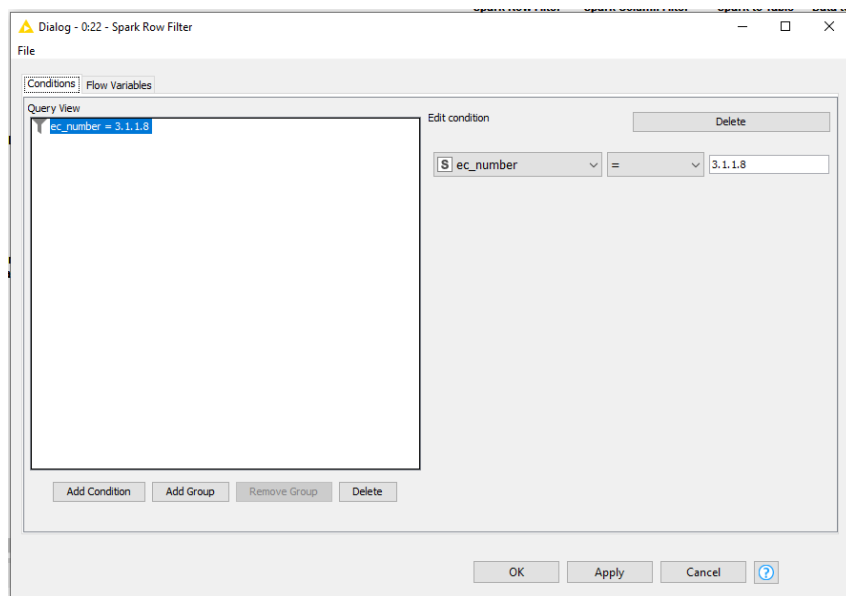 Dialog - 0:22 - Spark Row Filter
File
Conditions Flow Variables
Query View
ec_number = 3.1.1.8
Edit condition
Delete
S ec_number
=
3.1.1.8
Add Condition
Add Group
Remove Group
Delete
OK
Apply
Cancel
?